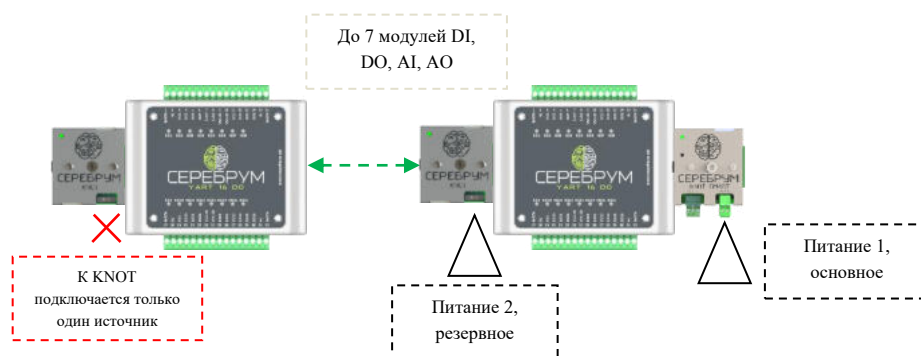 До 7 модулей DI,
DO, AI, AO
СЕРЕБРУМ
СЕРЕБРУМ
YART 16 DO
СЕРЕБРУМ
СЕРЕБРУМ
YART 16 DO
СЕРЕБРУМ
К KNOT
подключается только
один источник
Питание 2,
резервное
Питание 1,
основное